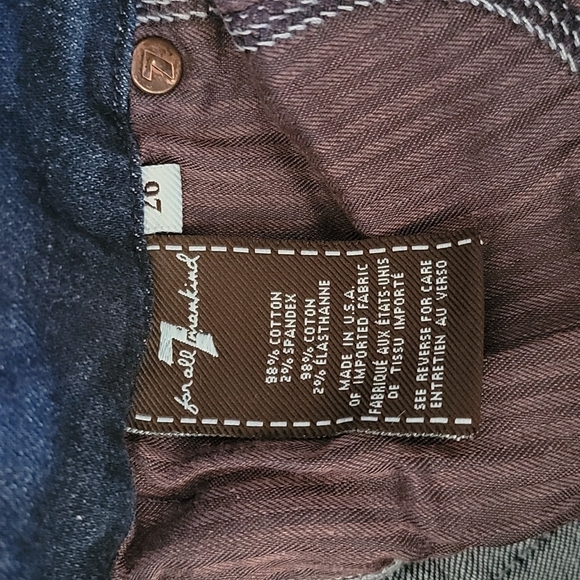 7
26
7
for all mankind
98% COTTON
2% SPANDEX
98% COTON
2% ÉLASTHANNE
MADE IN U.S.A.
OF IMPORTED FABRIC
FABRIQUÉ AUX ÉTATS-UNIS
DE TISSU IMPORTÉ
SEE REVERSE FOR CARE
ENTRETIEN AU VERSO